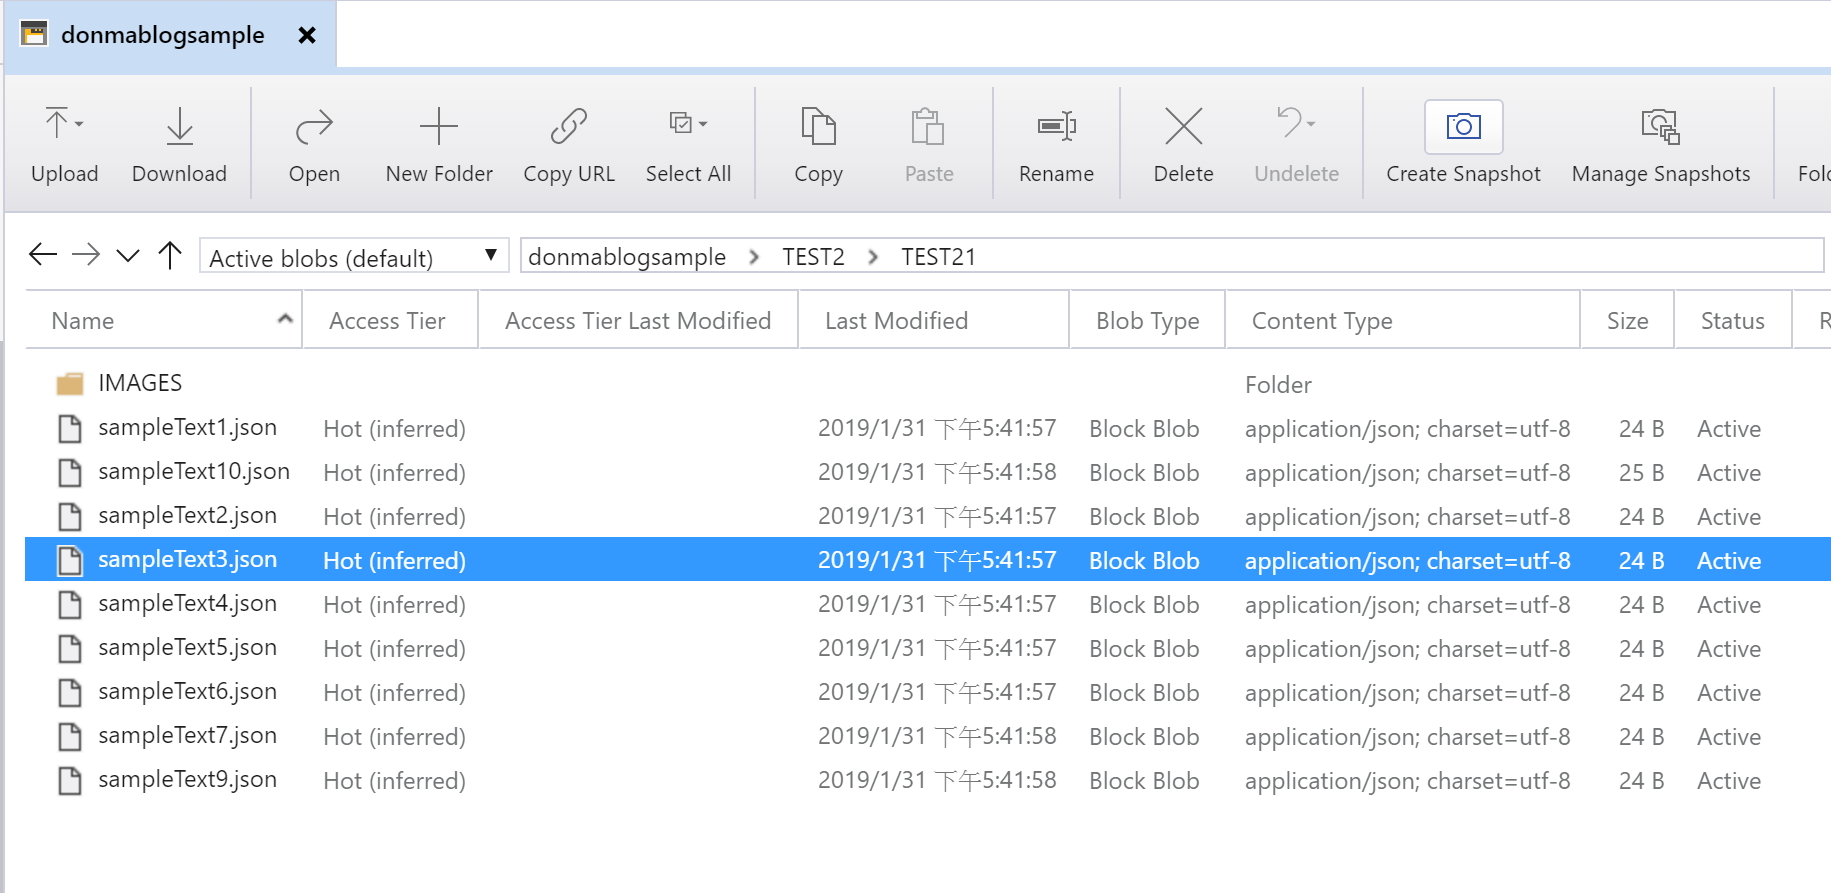 donmablogsample
Upload Download Open New Folder Copy URL Select All Copy Paste Rename Delete Undelete Create Snapshot Manage Snapshots
Active blobs (default) donmablogsample TEST2 TEST21
Name Access Tier Access Tier Last Modified Last Modified Blob Type Content Type Size Status
IMAGES Folder
sampleText1.json Hot (inferred) 2019/1/31 下午5:41:57 Block Blob application/json; charset=utf-8 24 B Active
sampleText10.json Hot (inferred) 2019/1/31 下午5:41:58 Block Blob application/json; charset=utf-8 25 B Active
sampleText2.json Hot (inferred) 2019/1/31 下午5:41:57 Block Blob application/json; charset=utf-8 24 B Active
sampleText3.json Hot (inferred) 2019/1/31 下午5:41:57 Block Blob application/json; charset=utf-8 24 B Active
sampleText4.json Hot (inferred) 2019/1/31 下午5:41:57 Block Blob application/json; charset=utf-8 24 B Active
sampleText5.json Hot (inferred) 2019/1/31 下午5:41:57 Block Blob application/json; charset=utf-8 24 B Active
sampleText6.json Hot (inferred) 2019/1/31 下午5:41:57 Block Blob application/json; charset=utf-8 24 B Active
sampleText7.json Hot (inferred) 2019/1/31 下午5:41:58 Block Blob application/json; charset=utf-8 24 B Active
sampleText9.json Hot (inferred) 2019/1/31 下午5:41:58 Block Blob application/json; charset=utf-8 24 B Active